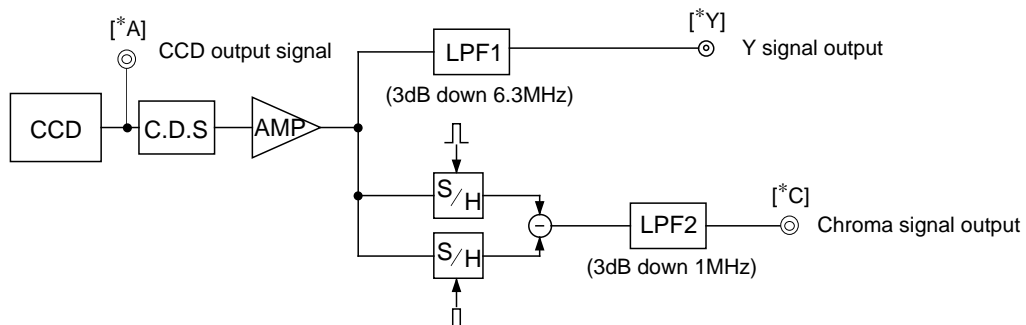 [*A]
CCD output signal
[*Y]
Y signal output
LPF1
(3dB down 6.3MHz)
CCD
C.D.S
AMP
S/H
[*C]
LPF2
Chroma signal output
S/H
(3dB down 1MHz)